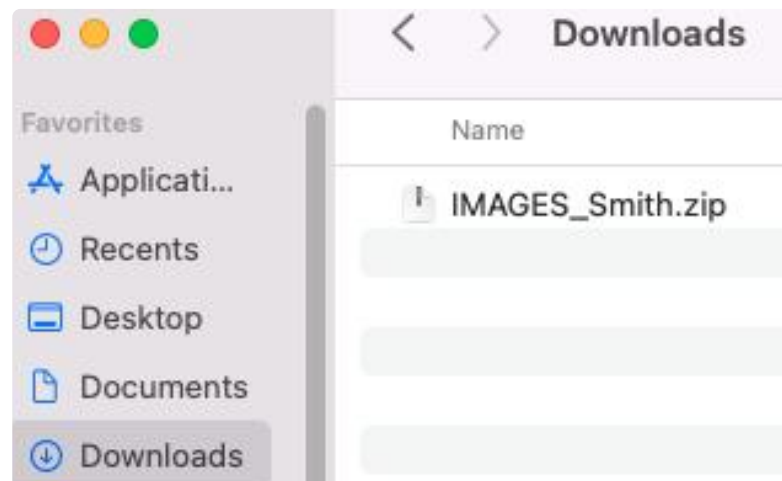 Downloads
Favorites
Name
Applicati...
IMAGES_Smith.zip
Recents
Desktop
Documents
Downloads